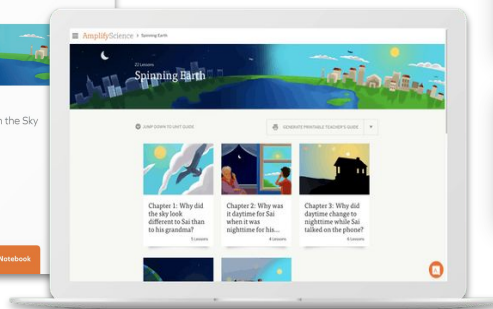 AmplifyScience > Spinning Earth
22 Lessons
Spinning Earth
JUMP DOWN TO UNIT GUIDE
GENERATE PRINTABLE TEACHER'S GUIDE
n the Sky
Notebook
Chapter 1: Why did
the sky look
different to Sai than
to his grandma?
5 Lessons
Chapter 2: Why was
it daytime for Sai
when it was
nighttime for his...
4 Lessons
Chapter 3: Why did
daytime change to
nighttime while Sai
talked on the phone?
6 Lessons